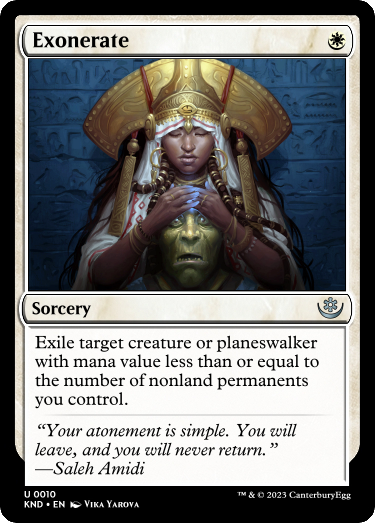 Exonerate
Sorcery
Exile target creature or planeswalker
with mana value less than or equal to
the number of nonland permanents
you control.
“Your atonement is simple. You will
leave, and you will never return.”
—Saleh Amidi
U 0010
KND • EN Vika Yarova
™ & © 2023 CanterburyEgg